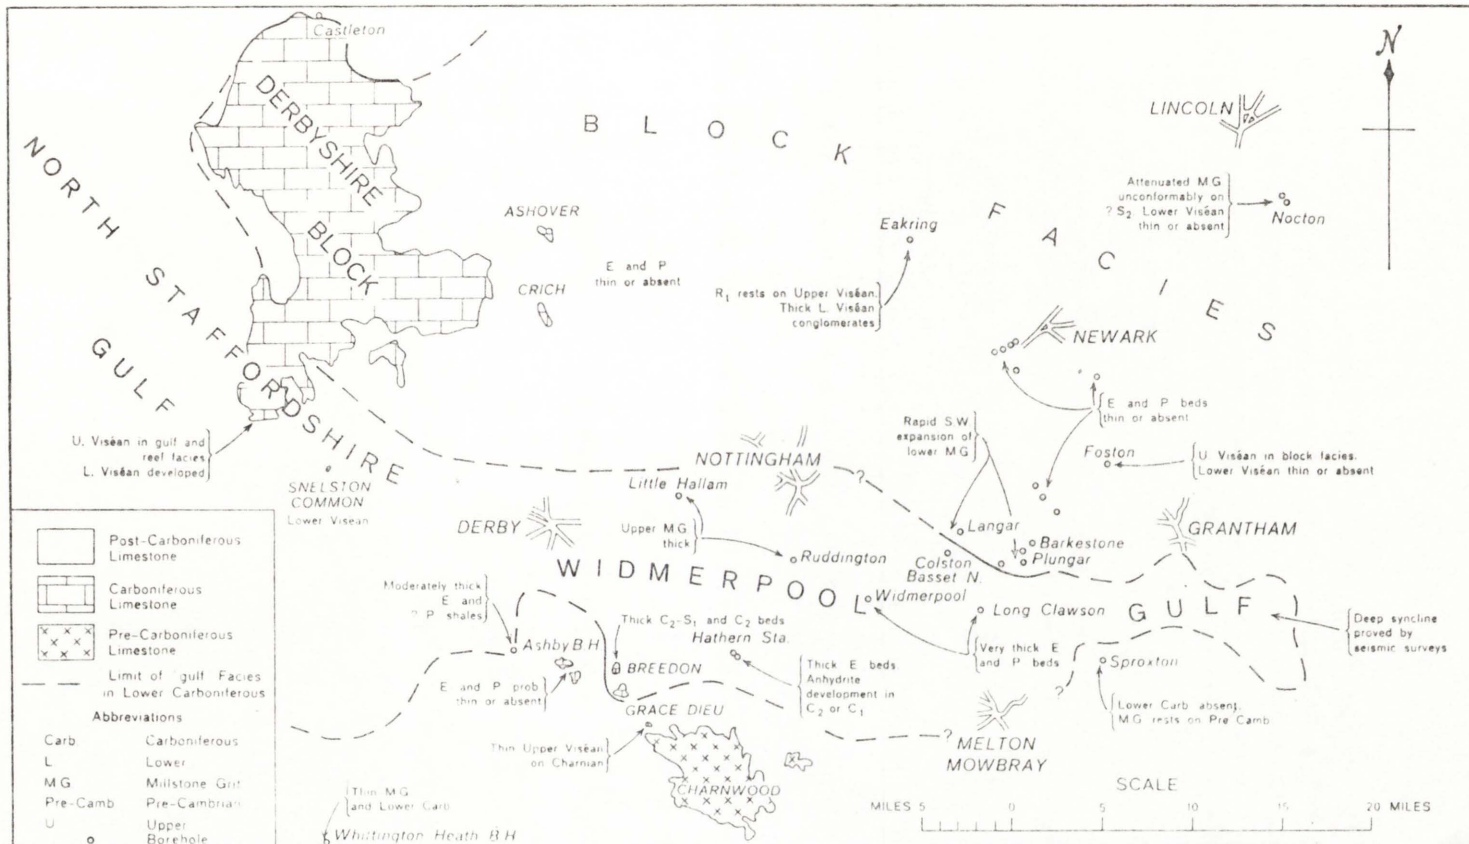 Castleton
DERBYSHIRE
BLOCK
NORTH STAFFORDSHIRE
GULF
BLOCK
FACIES
N
LINCOLN
Attenuated M.G
unconformably on
? S2 Lower Viséan
thin or absent
Nocton
ASHOVER
CRICH
E and P
thin or absent
Eakring
R1 rests on Upper Viséan.
Thick L. Viséan
conglomerates
NEWARK
E and P beds
thin or absent
Rapid S.W
expansion of
lower M.G
Foston
U. Viséan in block facies.
Lower Viséan thin or absent
U. Viséan in gulf and
reef facies
L. Viséan developed
SNELSTON
COMMON
Lower Visean
NOTTINGHAM
?
Little Hallam
DERBY
Upper M.G
thick
Ruddington
Langar
Barkestone
Plungar
Colston
Basset N.
GRANTHAM
WIDMERPOOL
GULF
Widmerpool
Long Clawson
Very thick E
and P beds
Deep syncline
proved by
seismic surveys
Moderately thick
E and
? P shales
Ashby B.H
Thick C2-S1 and C2 beds
Hathern Sta.
BREEDON
E and P prob
thin or absent
Thick E beds
Anhydrite
development in
C2 or C1
Sproxton
?
Lower Carb absent.
M.G rests on Pre Camb
GRACE DIEU
Thin Upper Viséan
on Charnian
CHARNWOOD
?
MELTON
MOWBRAY
Thin M.G
and Lower Carb
Whittington Heath B.H
Post-Carboniferous
Limestone
Carboniferous
Limestone
Pre-Carboniferous
Limestone
Limit of gulf Facies
in Lower Carboniferous
Abbreviations
Carb Carboniferous
L Lower
M G Millstone Grit
Pre-Camb Pre-Cambrian
U Upper
Borehole
SCALE
MILES 5 0 5 10 15 20 MILES